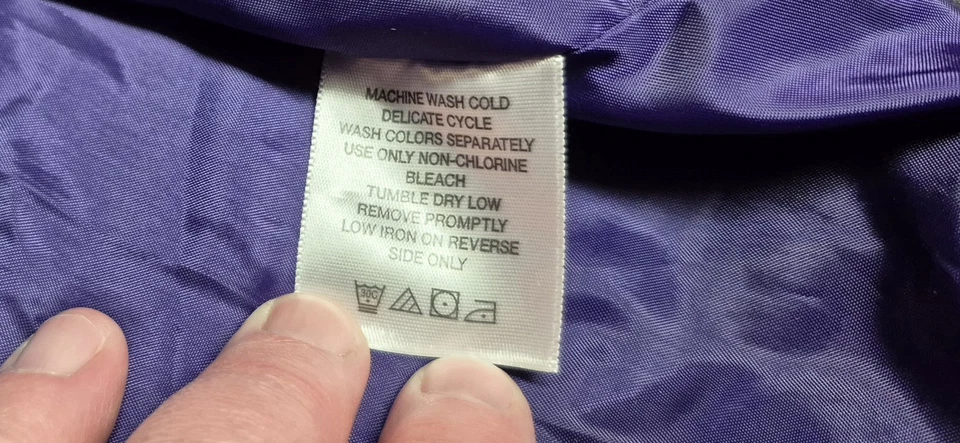 MACHINE WASH COLD
DELICATE CYCLE
WASH COLORS SEPARATELY
USE ONLY NON-CHLORINE
BLEACH
TUMBLE DRY LOW
REMOVE PROMPTLY
LOW IRON ON REVERSE
SIDE ONLY
30C